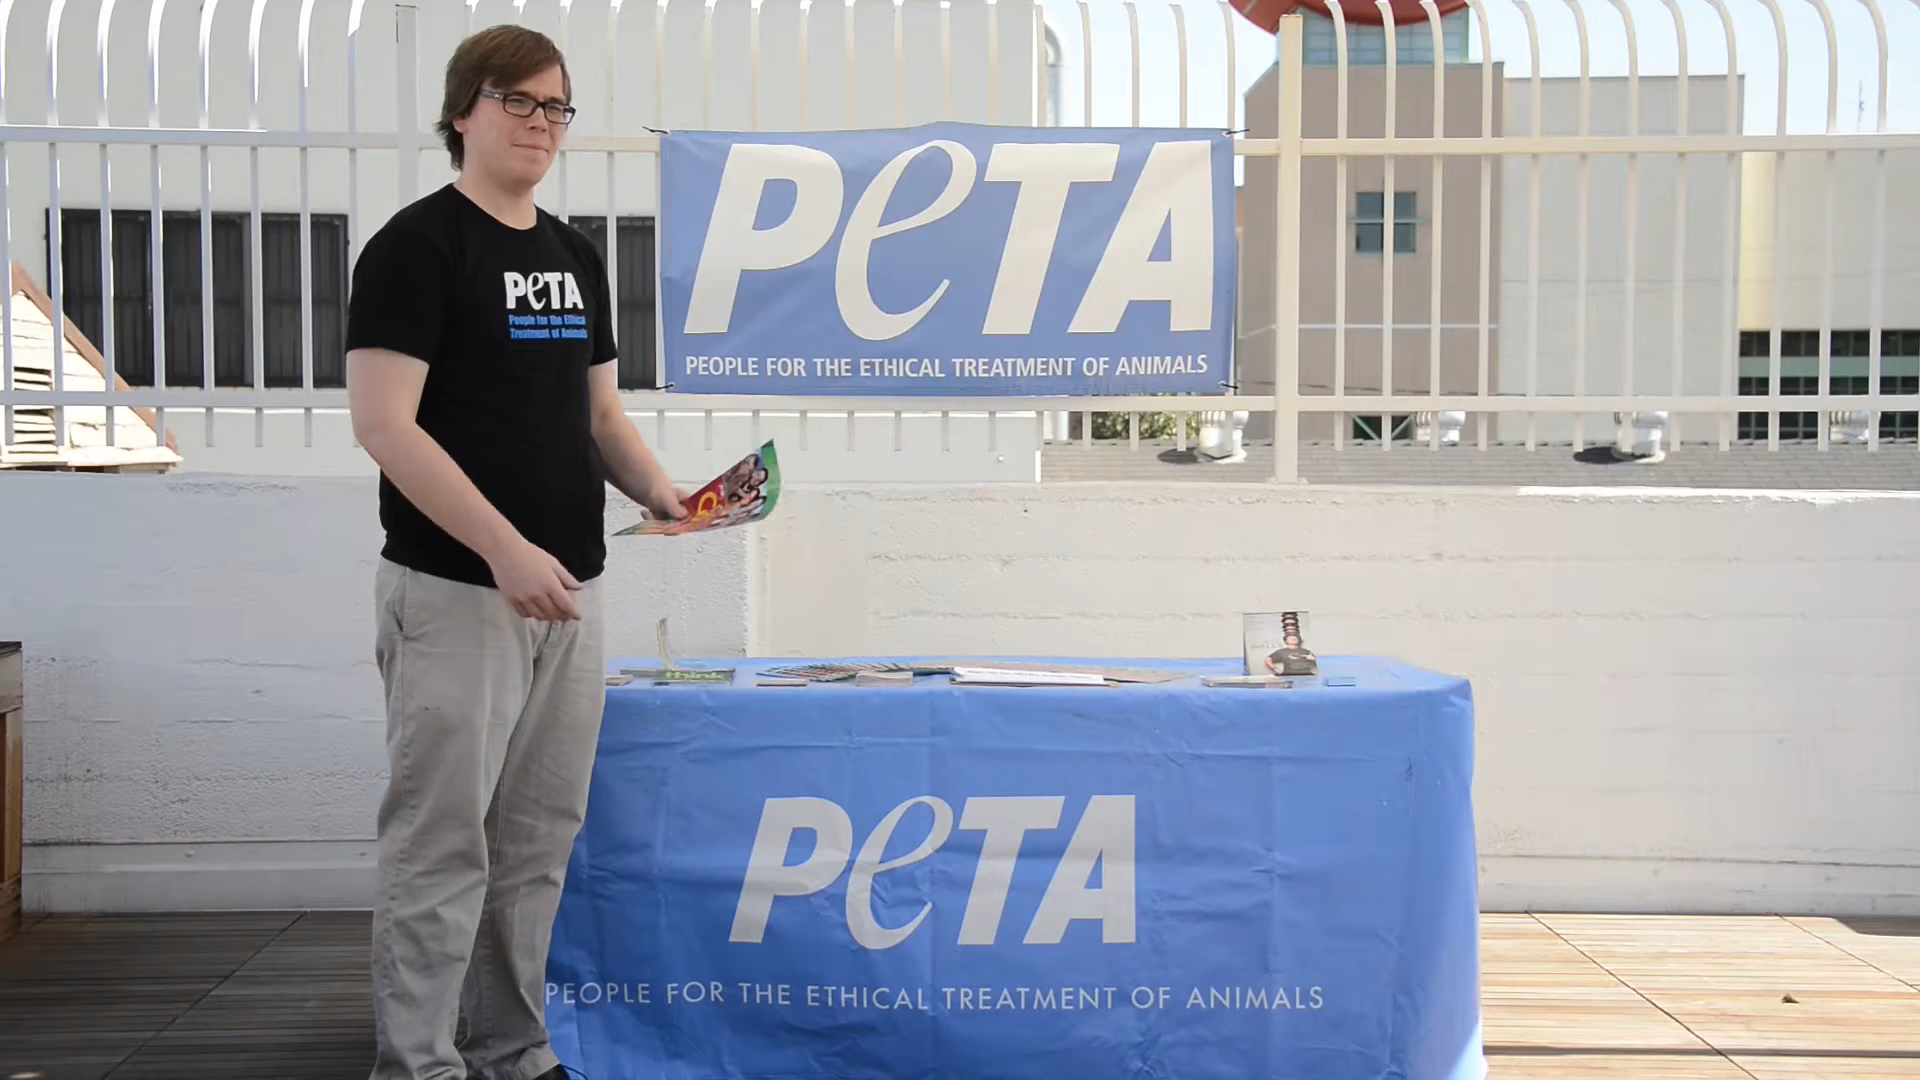 PeTA
PEOPLE FOR THE ETHICAL TREATMENT OF ANIMALS
PeTA
People for the Ethical
Treatment of Animals
think
PeTA
PEOPLE FOR THE ETHICAL TREATMENT OF ANIMALS